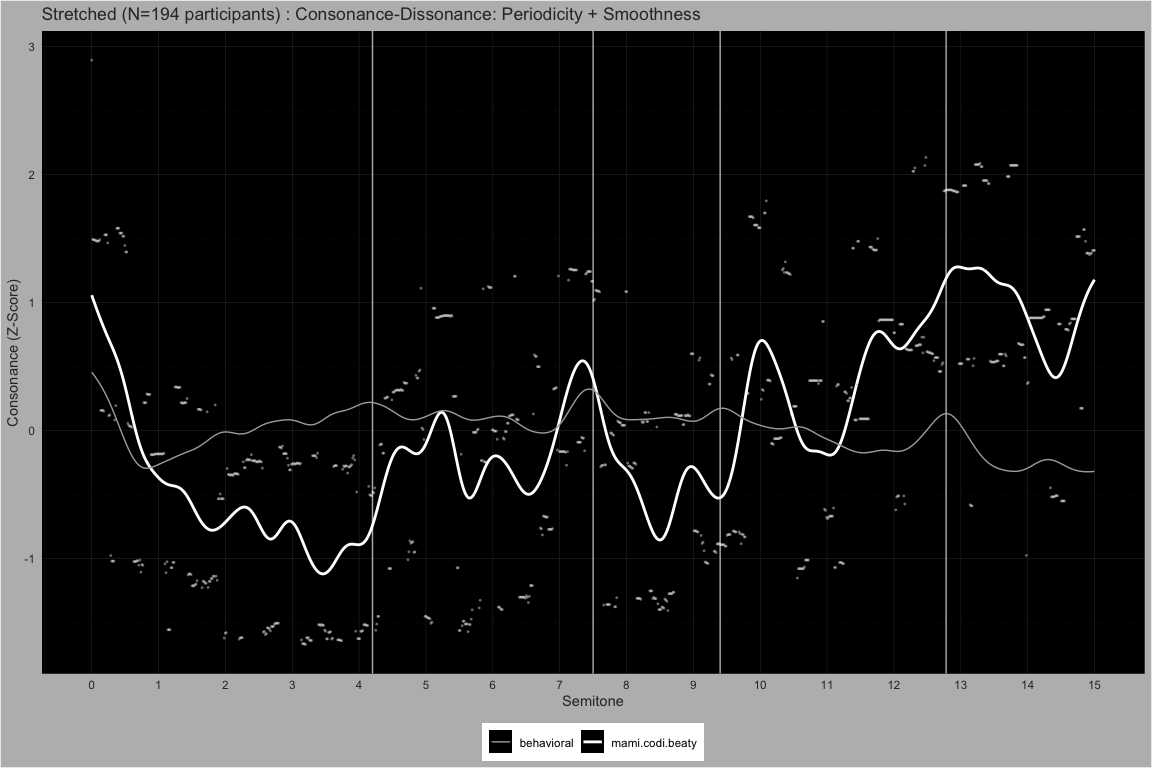 Stretched (N=194 participants) : Consonance-Dissonance: Periodicity + Smoothness
Consonance (Z-Score)
3
2
1
0
-1
0 1 2 3 4 5 6 7 8 9 10 11 12 13 14 15
Semitone
behavioral mami.codi.beaty